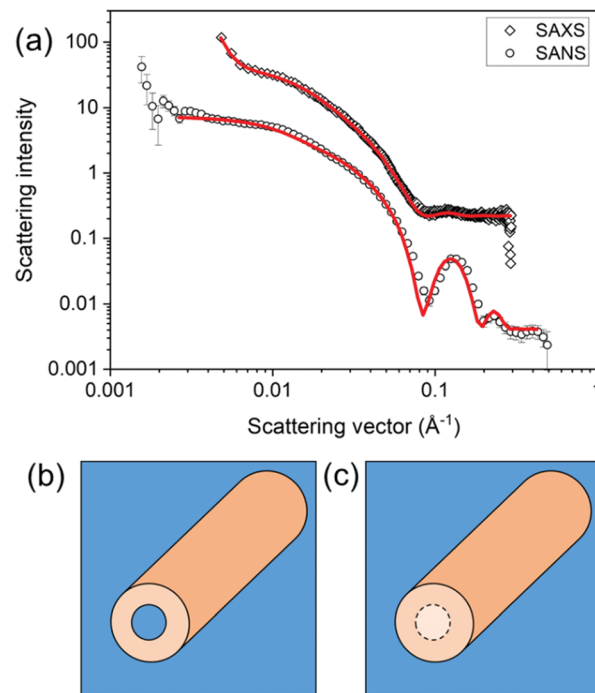 (a)
SAXS
SANS
100
10
1
0.1
0.01
0.001
Scattering intensity
0.001
0.01
0.1
1
Scattering vector (Å⁻¹)
(b)
(c)